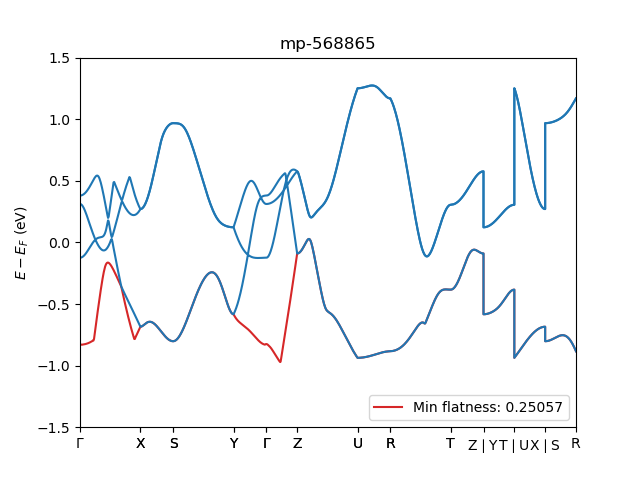 mp-568865
1.5
1.0
0.5
0.0
−0.5
−1.0
−1.5
E − E_F (eV)
Min flatness: 0.25057
Γ X S Y Γ Z U R T Z | Y T | U X | S R